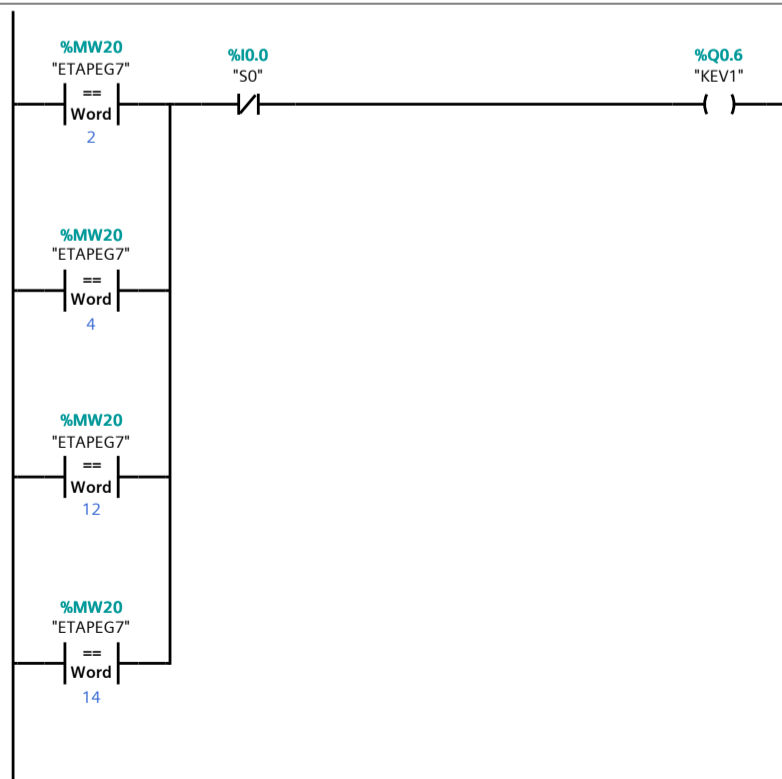 %MW20
"ETAPEG7"
==
Word
2
%I0.0
"S0"
%Q0.6
"KEV1"
%MW20
"ETAPEG7"
==
Word
4
%MW20
"ETAPEG7"
==
Word
12
%MW20
"ETAPEG7"
==
Word
14